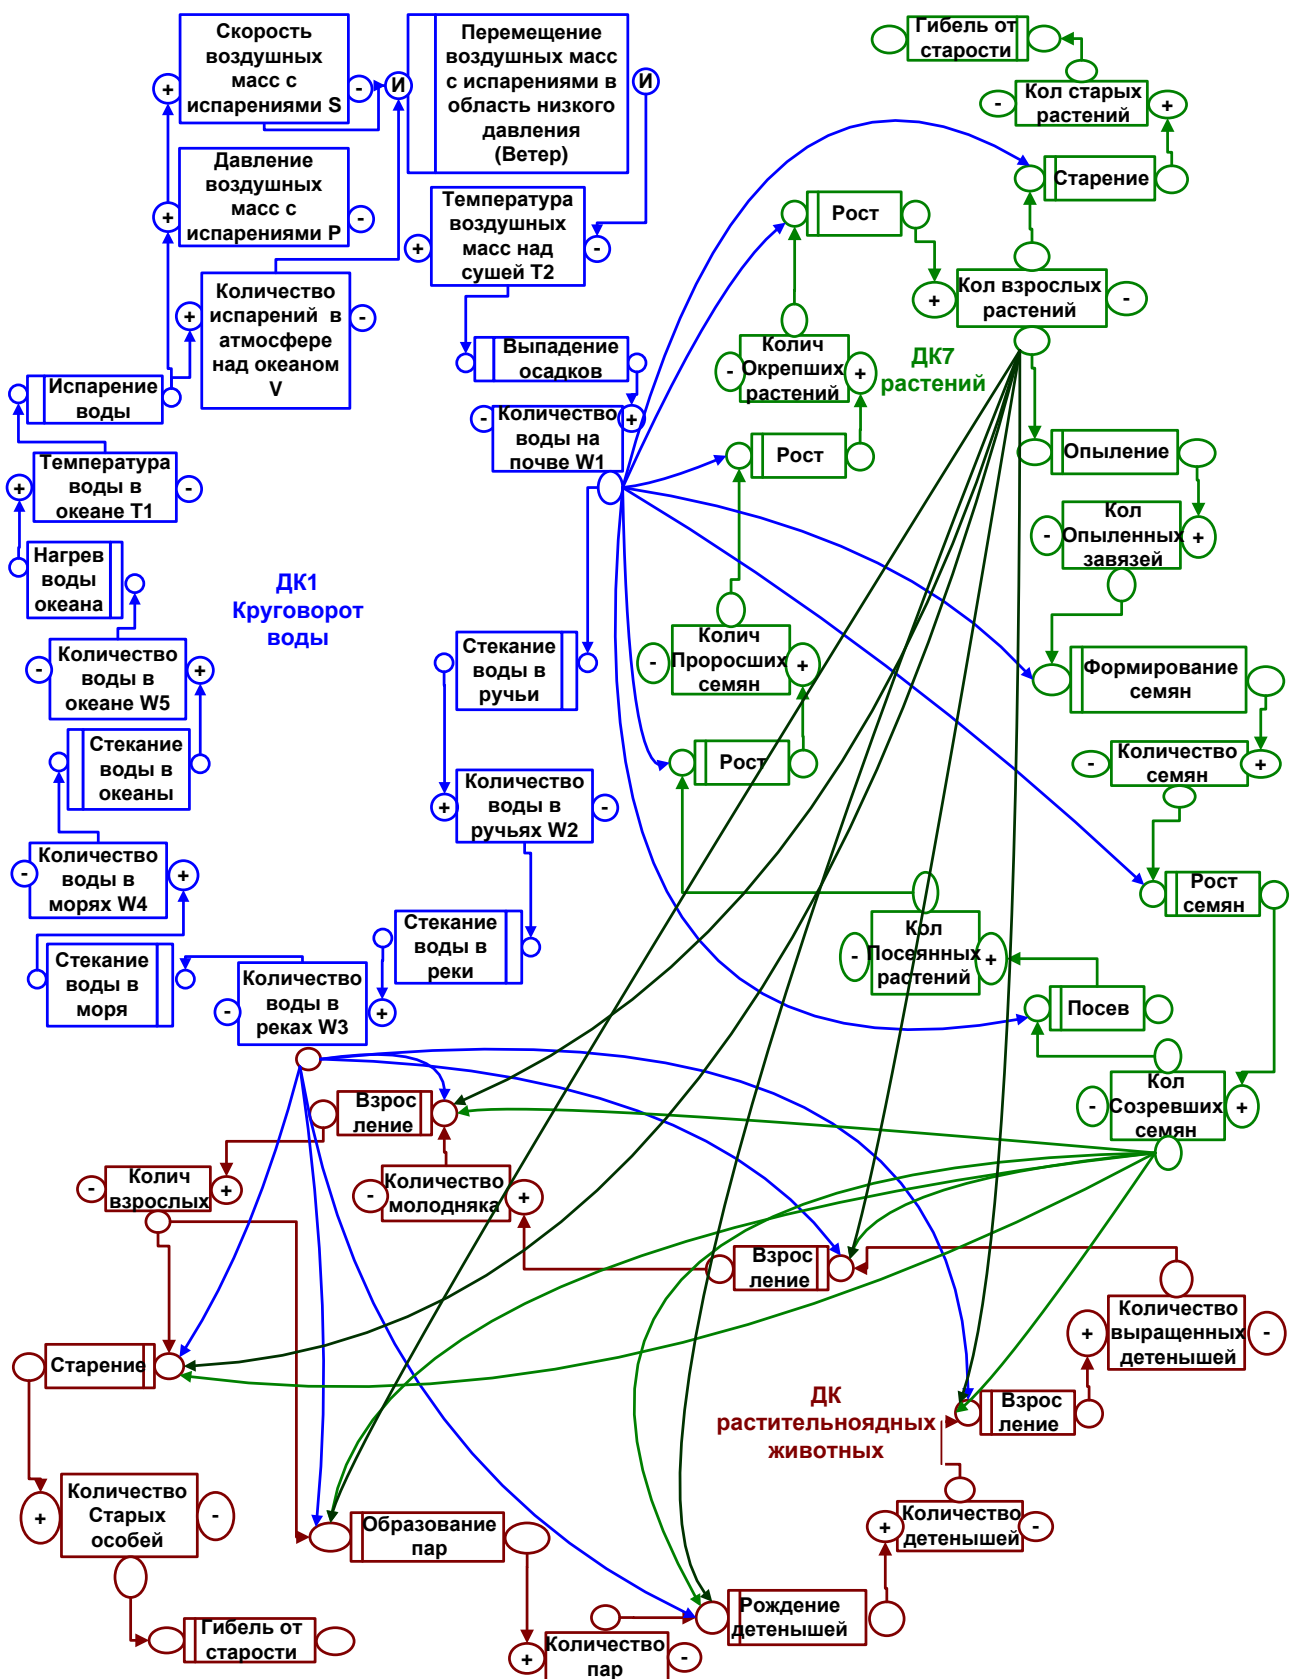 Скорость
воздушных
масс с
испарениями S
+
-
И
Перемещение
воздушных масс
с испарениями в
область низкого
давления
(Ветер)
И
Гибель от
старости
-
Кол старых
растений
+
Давление
воздушных
масс с
испарениями P
+
-
Температура
воздушных
масс над
сушей T2
+
-
Старение
Рост
Количество
испарений в
атмосфере
над океаном
V
+
-
+
Кол взрослых
растений
-
Выпадение
осадков
Колич
Окрепших
растений
-
+
ДК7
растений
Испарение
воды
-
Количество
воды на
почве W1
+
Рост
Опыление
+
Температура
воды в
океане T1
-
-
Кол
Опыленных
завязей
+
Нагрев
воды
океана
ДК1
Круговорот
воды
-
Количество
воды в
океане W5
+
Стекание
воды в
ручьи
-
Колич
Проросших
семян
+
Формирование
семян
-
Количество
семян
+
Стекание
воды в
океаны
Рост
+
Количество
воды в
ручьях W2
-
-
Количество
воды в
морях W4
+
Рост
семян
Стекание
воды в
реки
-
Кол
Посеянных
растений
+
Стекание
воды в
моря
-
Количество
воды в
реках W3
+
Посев
Взрос
ление
-
Кол
Созревших
семян
+
-
Колич
взрослых
+
-
Количество
молодняка
+
Взрос
ление
+
Количество
выращенных
детенышей
-
Старение
ДК
растительноядных
животных
Взрос
ление
+
Количество
Старых
особей
-
Образование
пар
+
Количество
детенышей
-
Гибель от
старости
+
Количество
пар
-
Рождение
детенышей